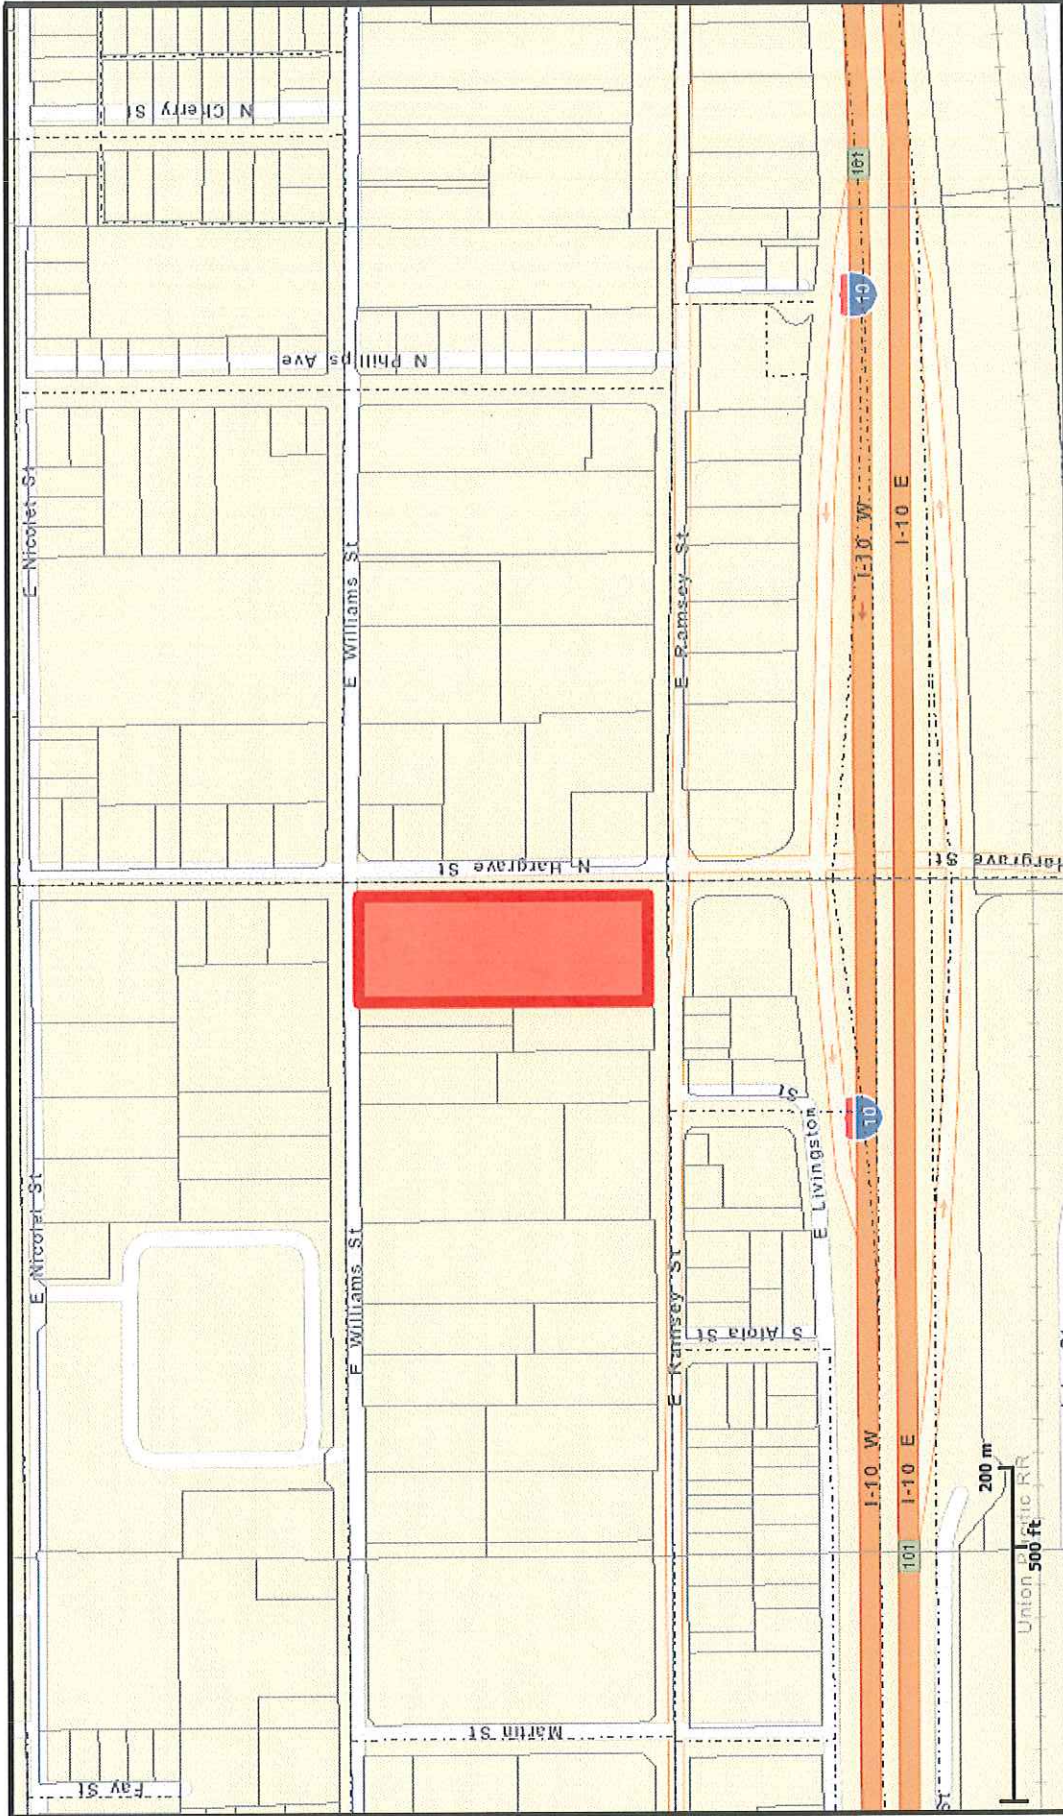 Fay St
Martin St
N Hargrave St
Hargrave St
N Phillips Ave
N Cherry St
E Nicolet St
E Nicolet St
E Williams St
E Williams St
E Ramsey St
E Ramsey St
S Alola St
St
E Livingston
10
10
I-10 W
I-10 W
I-10 E
I-10 E
101
101
St
200 m
500 ft
Union Pacific RR